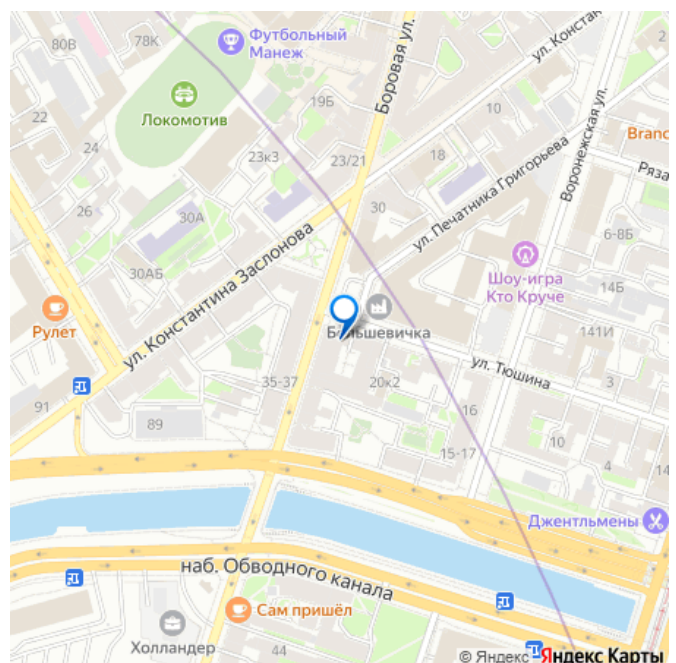 80В
78К
Футбольный
Манеж
Боровая ул.
ул. Констан
2
22
Локомотив
19Б
10
Воронежская ул.
Branc
24
23к3
23/21
18
ул. Печатника Григорьева
Ряза
26
30А
30
6-8Б
30АБ
ул. Константина Заслонова
Шоу-игра
Кто Круче
14Б
Рулет
Большевичка
141И
ул. Тюшина
35-37
20к2
3
91
89
16
10
15-17
4
14
Джентльмены
наб. Обводного канала
Сам пришёл
Холландер
44
© Яндекс Яндекс Карты